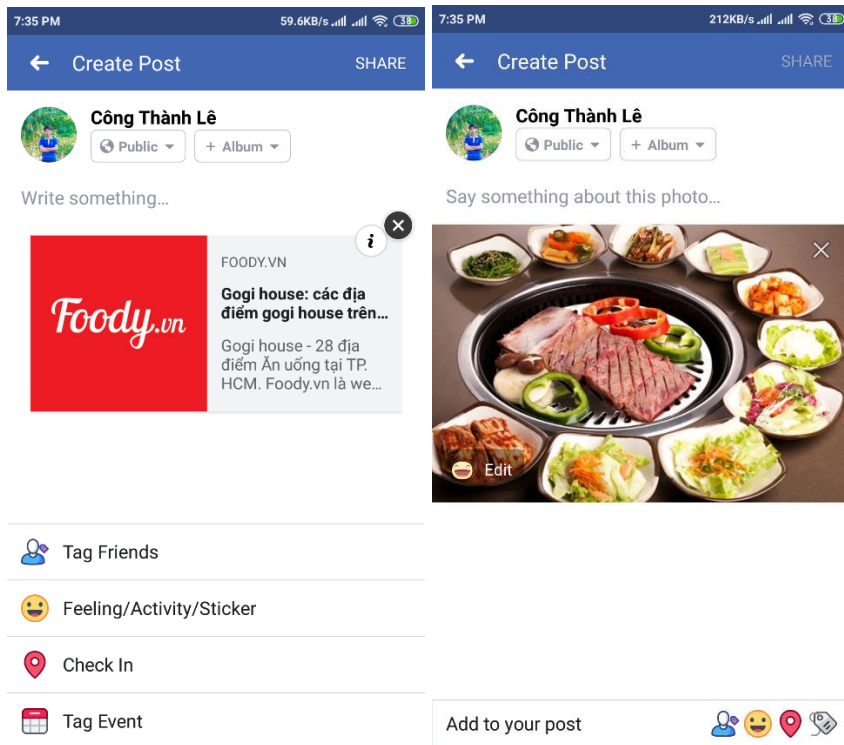 7:35 PM
59.6KB/s
38
Create Post
SHARE
Công Thành Lê
Public
+ Album
Write something...
i
FOODY.VN
Foody.vn
Gogi house: các địa
điểm gogi house trên...
Gogi house - 28 địa
điểm Ăn uống tại TP.
HCM. Foody.vn là we...
Tag Friends
Feeling/Activity/Sticker
Check In
Tag Event
7:35 PM
212KB/s
38
Create Post
SHARE
Công Thành Lê
Public
+ Album
Say something about this photo...
Edit
Add to your post